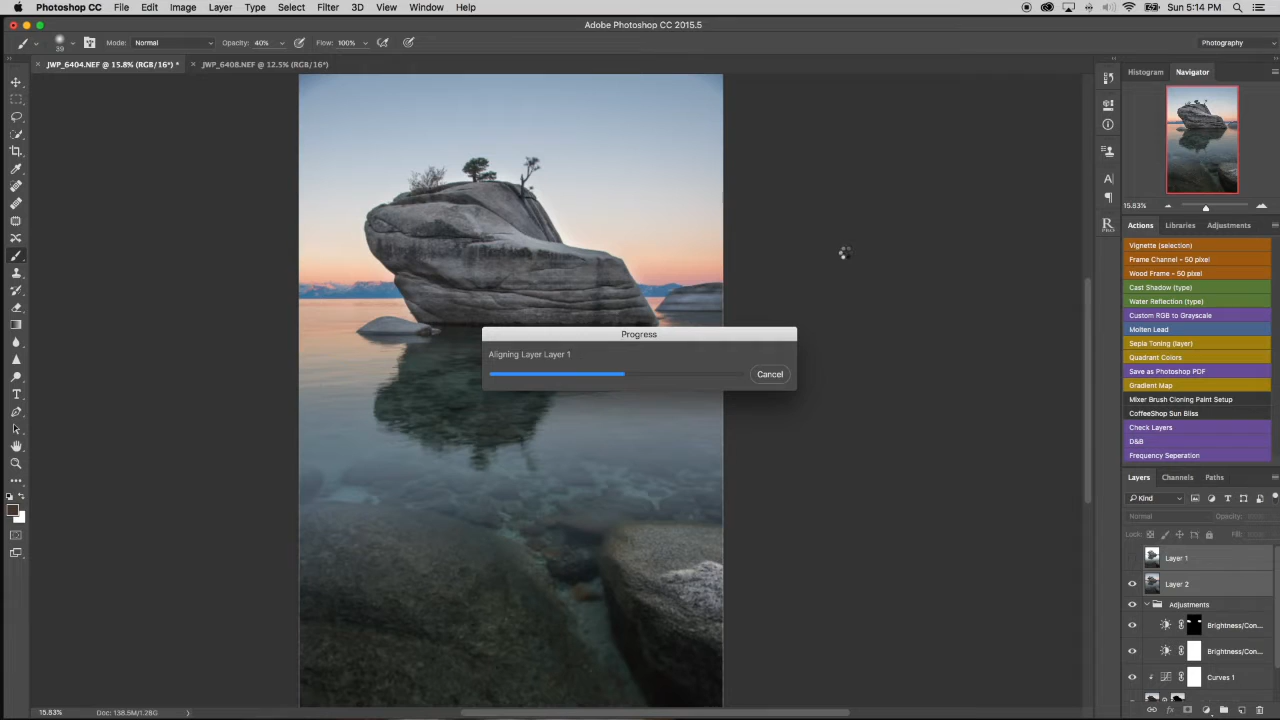 Photoshop CC File Edit Image Layer Type Select Filter 3D View Window Help Sun 5:14 PM
Adobe Photoshop CC 2015.5
39 Mode: Normal Opacity: 40% Flow: 100% Photography
JWP_6404.NEF @ 15.8% (RGB/16*) * JWP_6408.NEF @ 12.5% (RGB/16*)
Histogram Navigator
15.83%
Actions Libraries Adjustments
Vignette (selection)
Frame Channel - 50 pixel
Wood Frame - 50 pixel
Cast Shadow (type)
Water Reflection (type)
Custom RGB to Grayscale
Molten Lead
Sepia Toning (layer)
Quadrant Colors
Save as Photoshop PDF
Gradient Map
Mixer Brush Cloning Paint Setup
CoffeeShop Sun Bliss
Check Layers
D&B
Frequency Seperation
Progress
Aligning Layer Layer 1
Cancel
Layers Channels Paths
Kind
Normal Opacity:
Lock: Fill:
Layer 1
Layer 2
Adjustments
Brightness/Con...
Brightness/Con...
Curves 1
15.83% Doc: 138.5M/1.28G